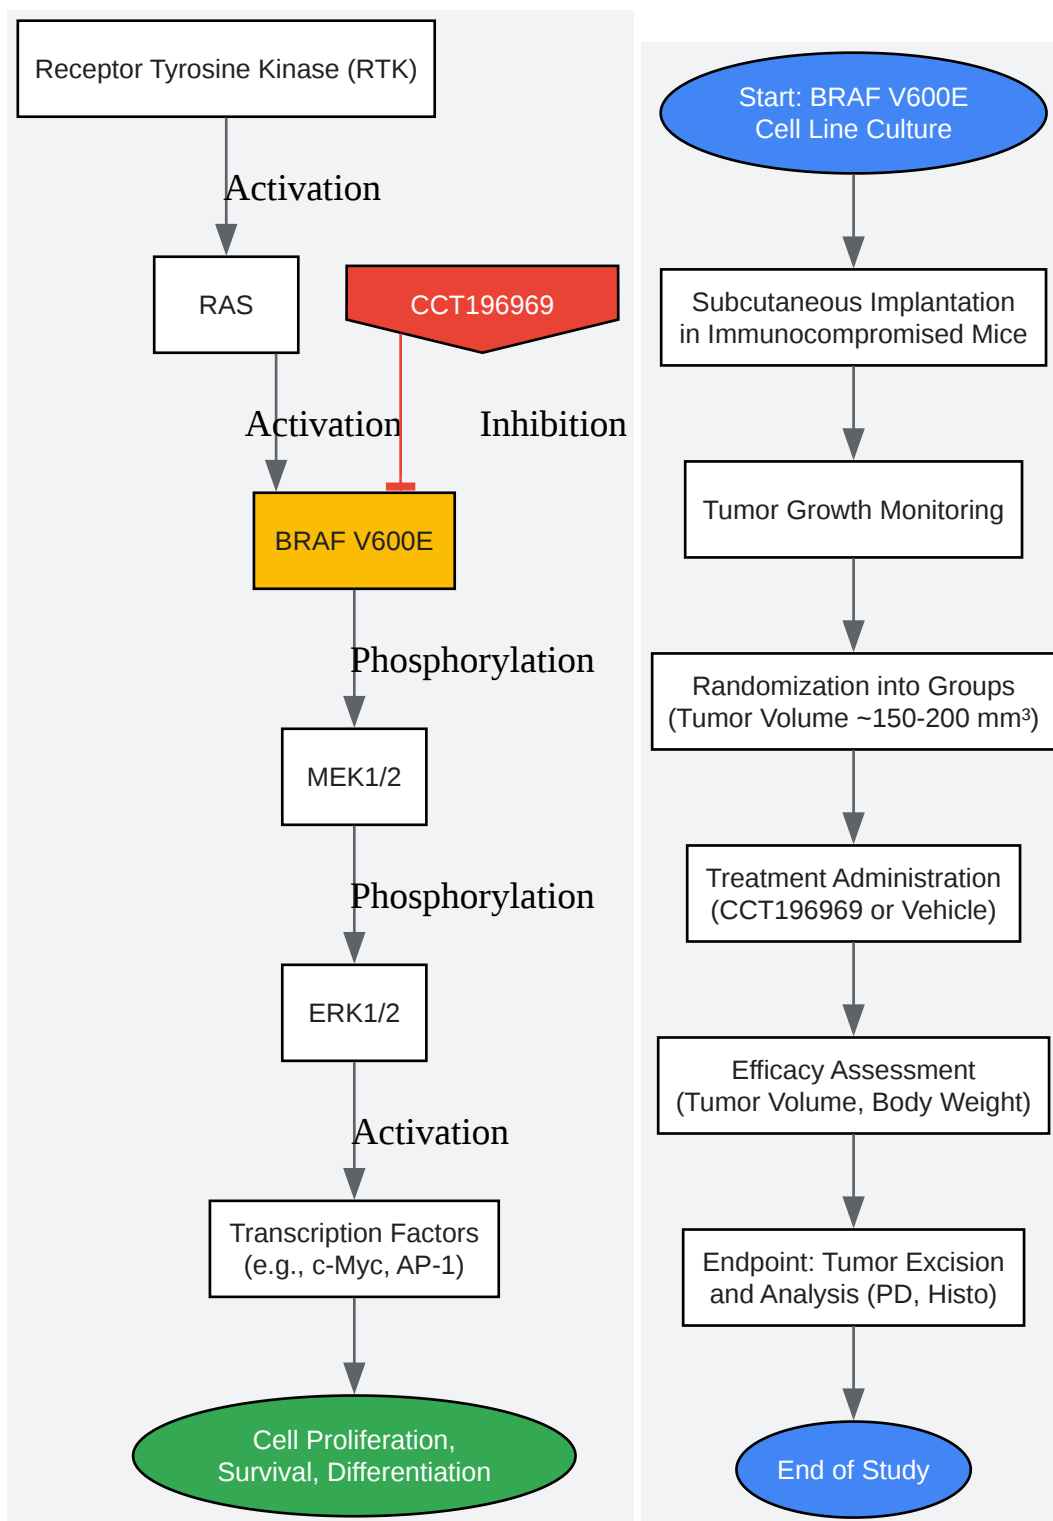 Receptor Tyrosine Kinase (RTK)
Activation
RAS
CCT196969
Activation
Inhibition
BRAF V600E
Phosphorylation
MEK1/2
Phosphorylation
ERK1/2
Activation
Transcription Factors
(e.g., c-Myc, AP-1)
Cell Proliferation,
Survival, Differentiation
Start: BRAF V600E
Cell Line Culture
Subcutaneous Implantation
in Immunocompromised Mice
Tumor Growth Monitoring
Randomization into Groups
(Tumor Volume ~150-200 mm³)
Treatment Administration
(CCT196969 or Vehicle)
Efficacy Assessment
(Tumor Volume, Body Weight)
Endpoint: Tumor Excision
and Analysis (PD, Histo)
End of Study